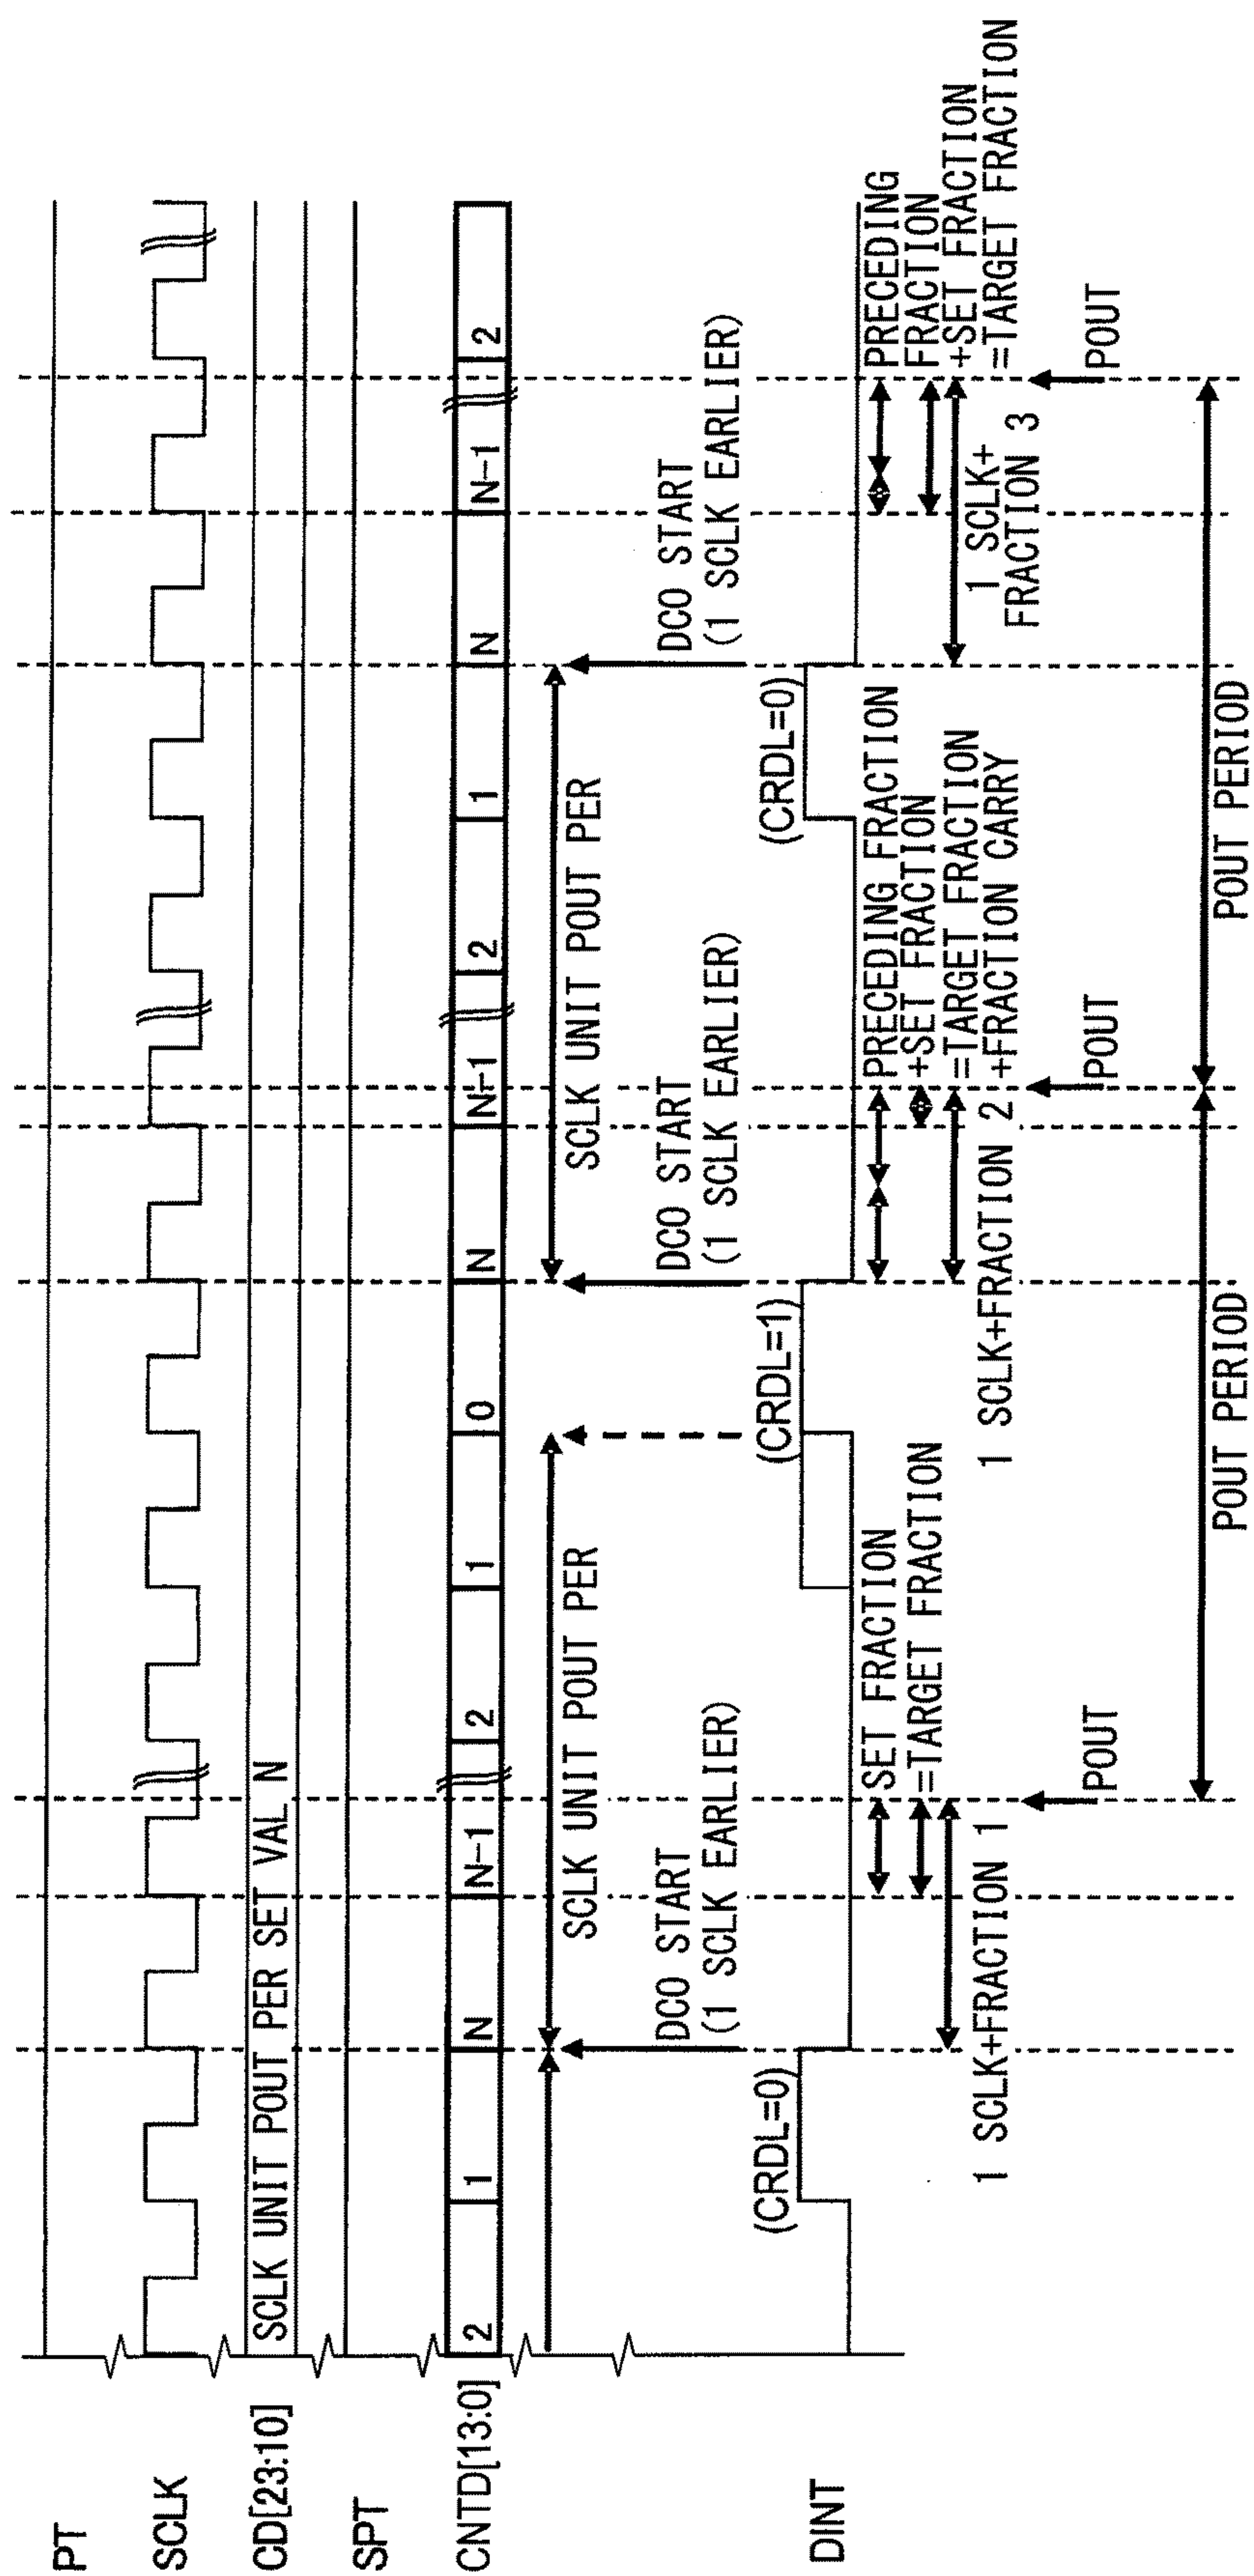 PT
SCLK
CD[23:10]
SCLK UNIT POUT PER SET VAL N
SPT
CNTD[13:0]
2 1 N N-1 2 1 0 N N-1 2 1 N N-1 2
SCLK UNIT POUT PER
SCLK UNIT POUT PER
DCO START
(1 SCLK EARLIER)
DCO START
(1 SCLK EARLIER)
DCO START
(1 SCLK EARLIER)
DINT
(CRDL=0)
(CRDL=1)
(CRDL=0)
SET FRACTION
=TARGET FRACTION
1 SCLK+FRACTION 1
PRECEDING FRACTION
+SET FRACTION
=TARGET FRACTION
+FRACTION CARRY
1 SCLK+FRACTION 2
PRECEDING
FRACTION
+SET FRACTION
=TARGET FRACTION
1 SCLK+
FRACTION 3
POUT
POUT
POUT
POUT PERIOD
POUT PERIOD